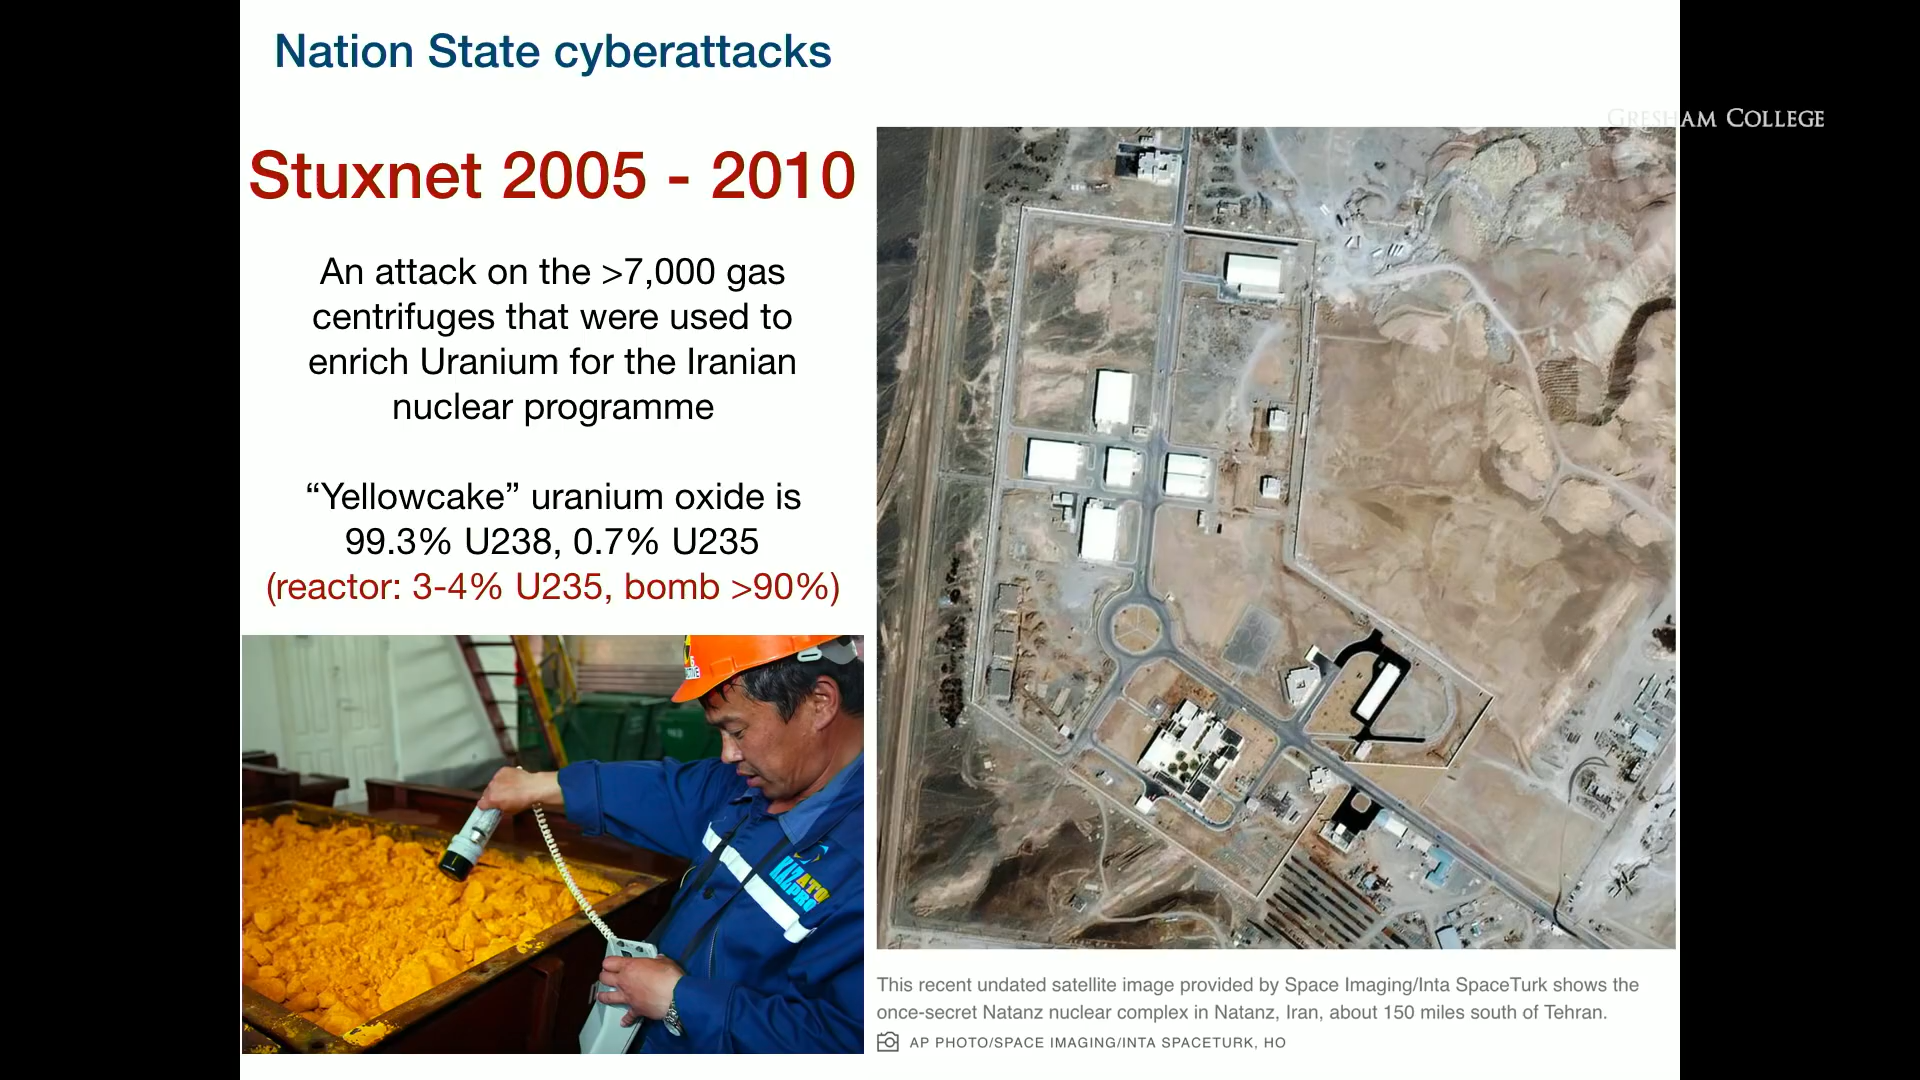 Nation State cyberattacks
GRESHAM COLLEGE
Stuxnet 2005 - 2010
An attack on the >7,000 gas
centrifuges that were used to
enrich Uranium for the Iranian
nuclear programme
“Yellowcake” uranium oxide is
99.3% U238, 0.7% U235
(reactor: 3-4% U235, bomb >90%)
This recent undated satellite image provided by Space Imaging/Inta SpaceTurk shows the
once-secret Natanz nuclear complex in Natanz, Iran, about 150 miles south of Tehran.
AP PHOTO/SPACE IMAGING/INTA SPACETURK, HO